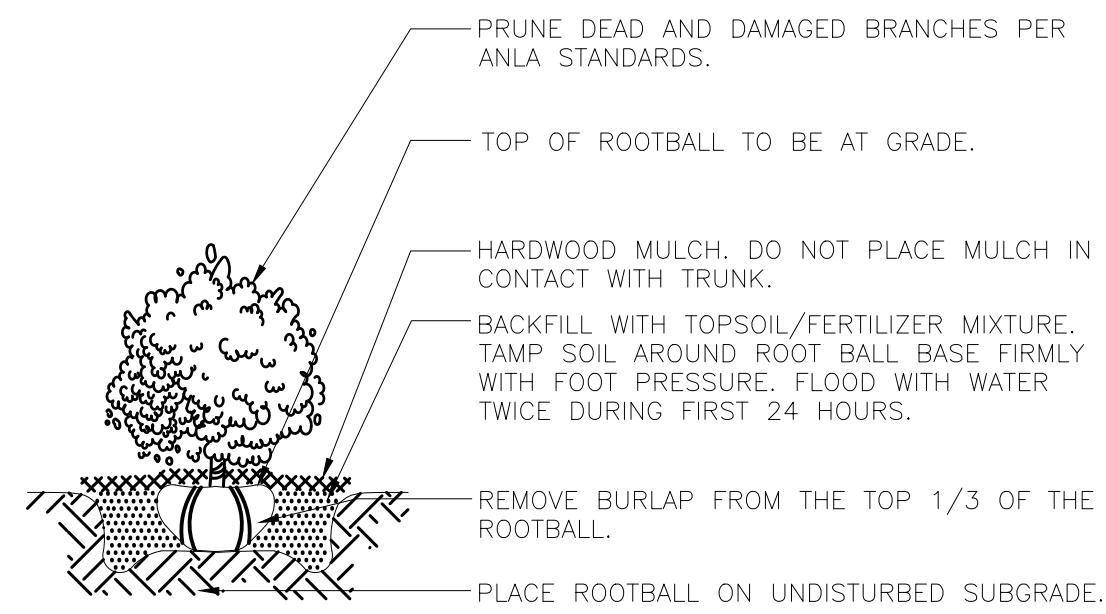 PRUNE DEAD AND DAMAGED BRANCHES PER
ANLA STANDARDS.
TOP OF ROOTBALL TO BE AT GRADE.
HARDWOOD MULCH. DO NOT PLACE MULCH IN
CONTACT WITH TRUNK.
BACKFILL WITH TOPSOIL/FERTILIZER MIXTURE.
TAMP SOIL AROUND ROOT BALL BASE FIRMLY
WITH FOOT PRESSURE. FLOOD WITH WATER
TWICE DURING FIRST 24 HOURS.
REMOVE BURLAP FROM THE TOP 1/3 OF THE
ROOTBALL.
PLACE ROOTBALL ON UNDISTURBED SUBGRADE.